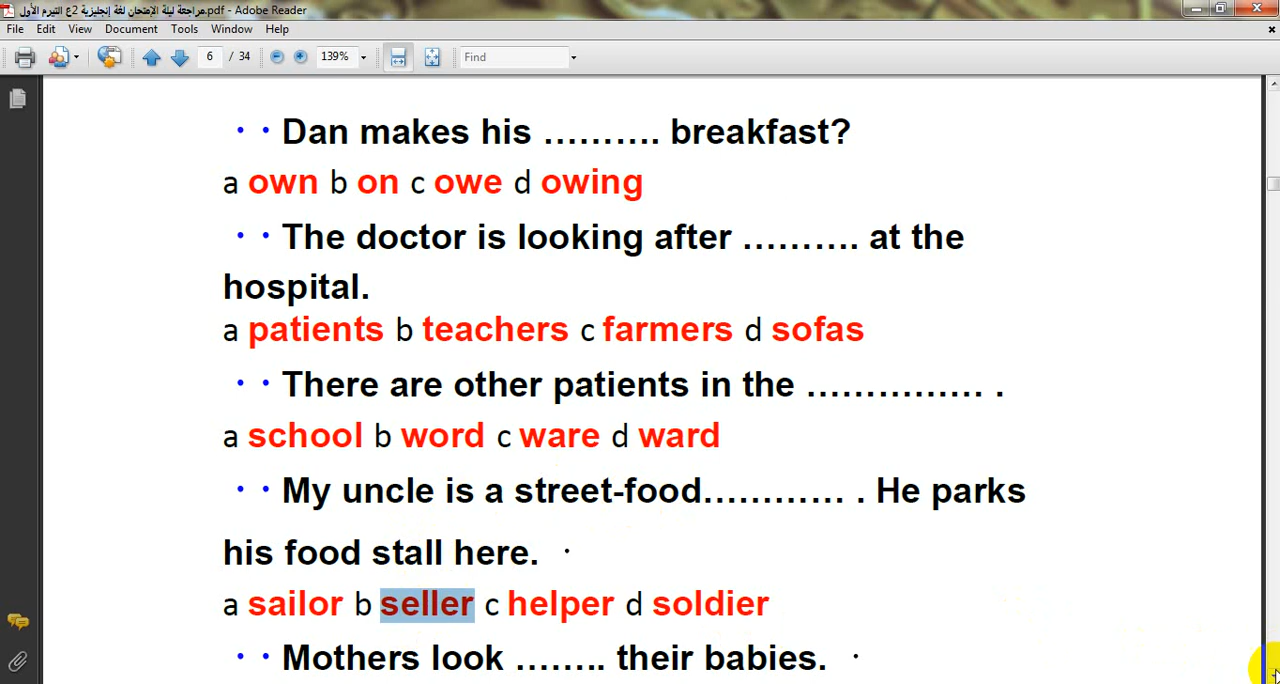 مراجعتة ليلة الإمتحان لغة إنجليزية 2ع التيرم الأول.pdf - Adobe Reader
File Edit View Document Tools Window Help
6 / 34 139% Find
•• Dan makes his ………. breakfast?
a own b on c owe d owing
•• The doctor is looking after ………. at the
hospital.
a patients b teachers c farmers d sofas
•• There are other patients in the …………… .
a school b word c ware d ward
•• My uncle is a street-food…………. . He parks
his food stall here. •
a sailor b seller c helper d soldier
•• Mothers look …….. their babies. •